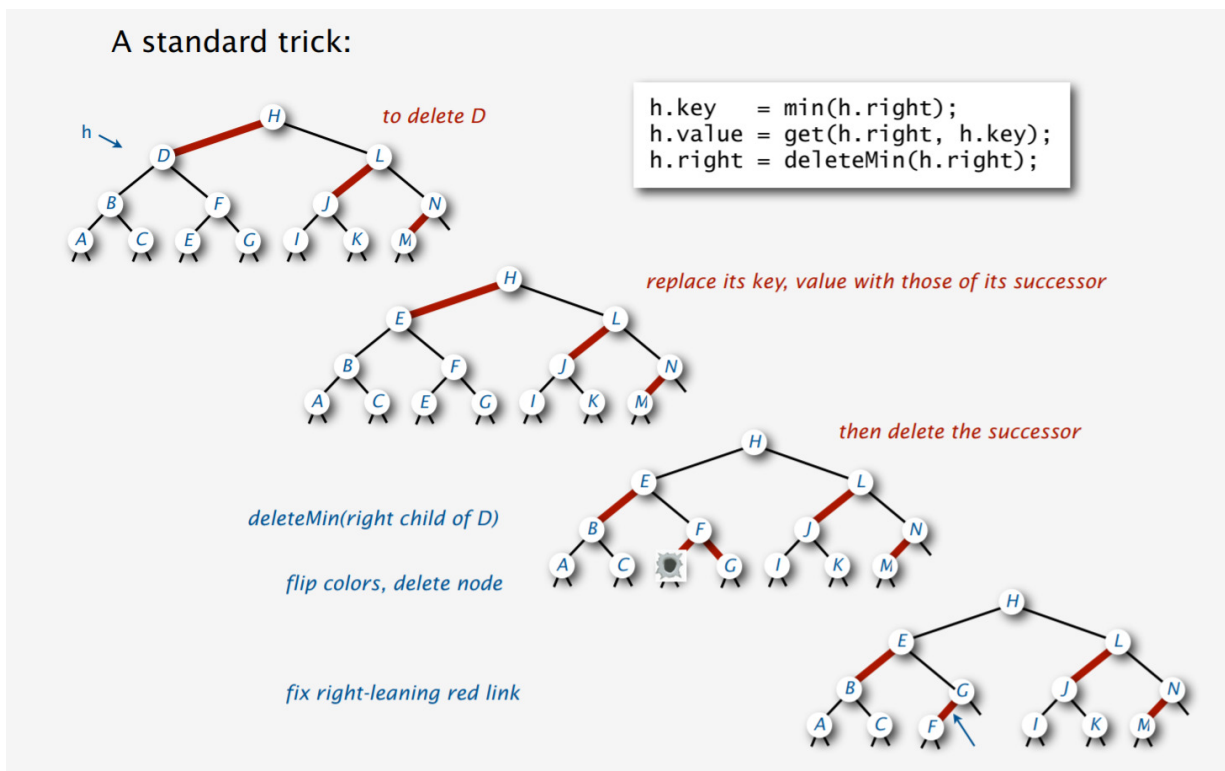 A standard trick:
h.key   = min(h.right);
h.value = get(h.right, h.key);
h.right = deleteMin(h.right);
to delete D
h
H
D L
B F J N
A C E G I K M
replace its key, value with those of its successor
H
E L
B F J N
A C E G I K M
then delete the successor
H
E L
deleteMin(right child of D)
B F J N
A C G I K M
flip colors, delete node
H
E L
fix right-leaning red link
B G J N
A C F I K M